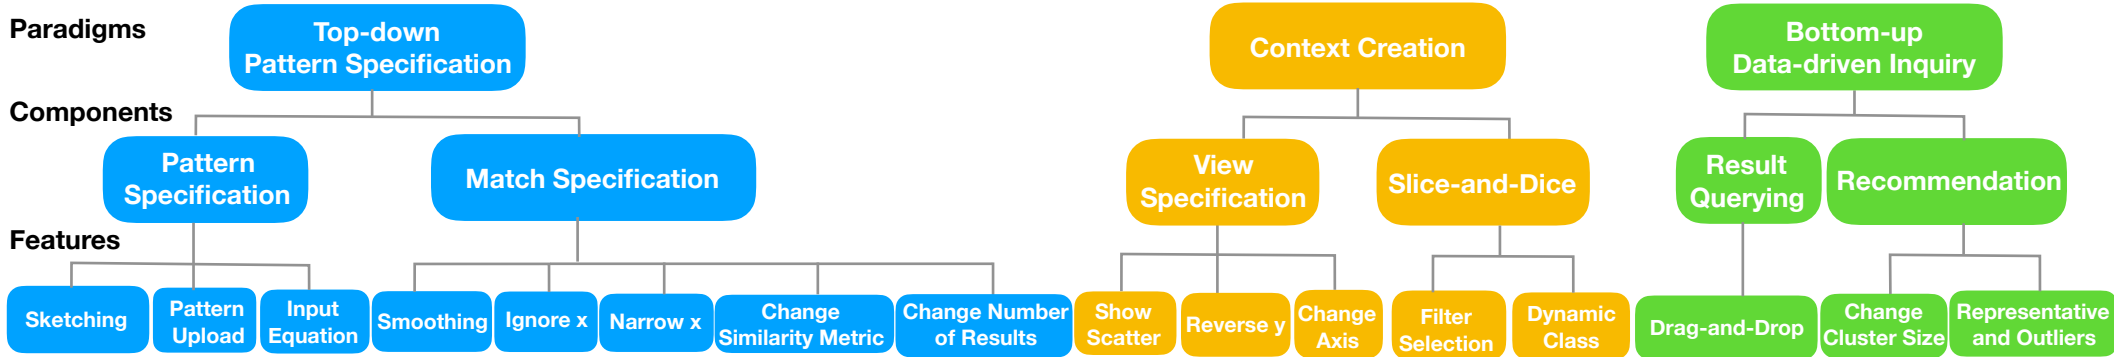 Paradigms
Top-down
Pattern Specification
Context Creation
Bottom-up
Data-driven Inquiry
Components
Pattern
Specification
Match Specification
View
Specification
Slice-and-Dice
Result
Querying
Recommendation
Features
Sketching
Pattern
Upload
Input
Equation
Smoothing
Ignore x
Narrow x
Change
Similarity Metric
Change Number
of Results
Show
Scatter
Reverse y
Change
Axis
Filter
Selection
Dynamic
Class
Drag-and-Drop
Change
Cluster Size
Representative
and Outliers